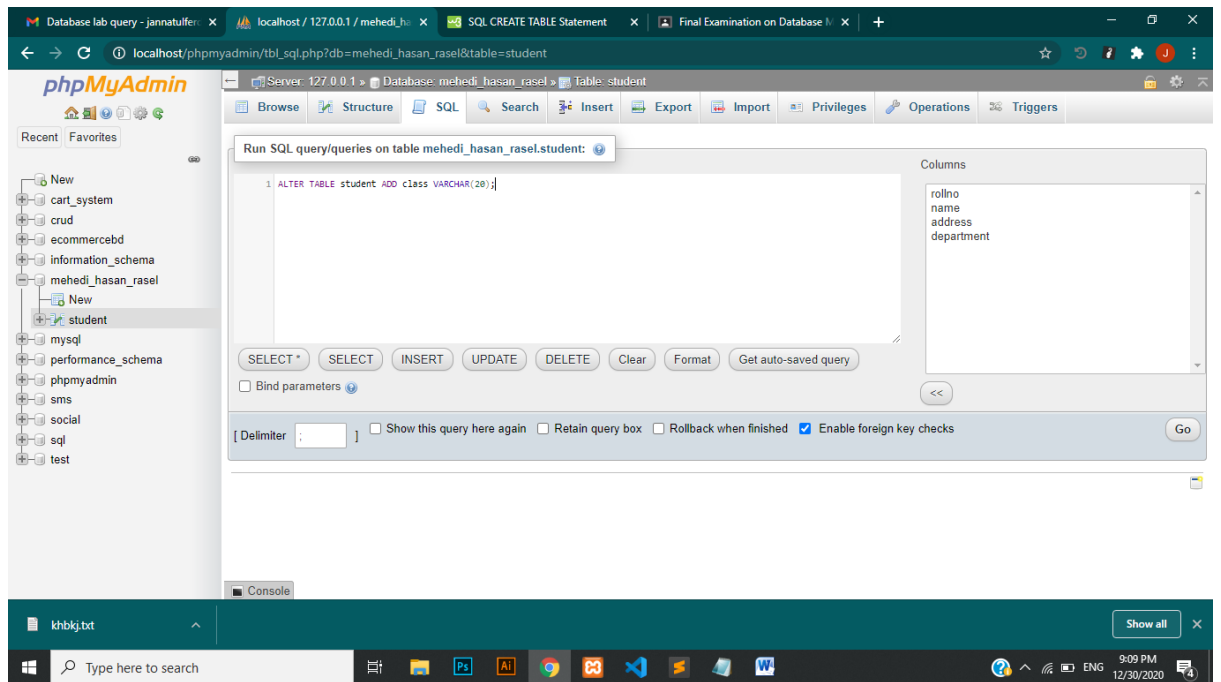 Database lab query - jannatulferd
localhost / 127.0.0.1 / mehedi_ha
SQL CREATE TABLE Statement
Final Examination on Database M
localhost/phpmyadmin/tbl_sql.php?db=mehedi_hasan_rasel&table=student
J
phpMyAdmin
Recent Favorites
New
cart_system
crud
ecommercebd
information_schema
mehedi_hasan_rasel
New
student
mysql
performance_schema
phpmyadmin
sms
social
sql
test
Server: 127.0.0.1 » Database: mehedi_hasan_rasel » Table: student
Browse Structure SQL Search Insert Export Import Privileges Operations Triggers
Run SQL query/queries on table mehedi_hasan_rasel.student:
1 ALTER TABLE student ADD class VARCHAR(20);
Columns
rollno
name
address
department
SELECT * SELECT INSERT UPDATE DELETE Clear Format Get auto-saved query
Bind parameters
<<
[ Delimiter ; ] Show this query here again Retain query box Rollback when finished Enable foreign key checks Go
Console
khbkj.txt
Show all
Type here to search
Ps
Ai
W
ENG
9:09 PM
12/30/2020
4